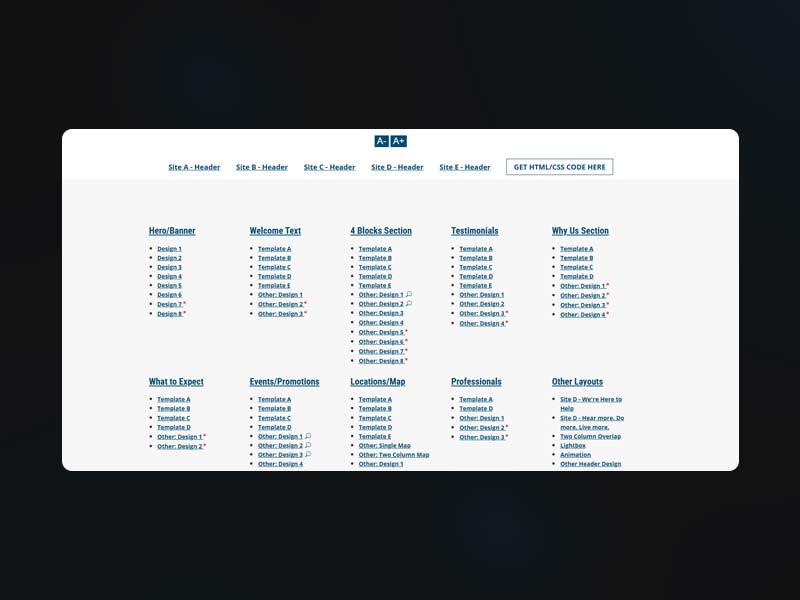 A- A+
Site A - Header Site B - Header Site C - Header Site D - Header Site E - Header GET HTML/CSS CODE HERE
Hero/Banner
Design 1
Design 2
Design 3
Design 4
Design 5
Design 6
Design 7 *
Design 8 *
Welcome Text
Template A
Template B
Template C
Template D
Template E
Other: Design 1
Other: Design 2 *
Other: Design 3 *
4 Blocks Section
Template A
Template B
Template C
Template D
Template E
Other: Design 1
Other: Design 2
Other: Design 3
Other: Design 4
Other: Design 5 *
Other: Design 6 *
Other: Design 7 *
Other: Design 8 *
Testimonials
Template A
Template B
Template C
Template D
Template E
Other: Design 1
Other: Design 2
Other: Design 3 *
Other: Design 4 *
Why Us Section
Template A
Template B
Template C
Template D
Other: Design 1 *
Other: Design 2 *
Other: Design 3 *
Other: Design 4 *
What to Expect
Template A
Template B
Template C
Template D
Other: Design 1 *
Other: Design 2 *
Events/Promotions
Template A
Template B
Template C
Template D
Other: Design 1
Other: Design 2
Other: Design 3
Other: Design 4
Locations/Map
Template A
Template B
Template C
Template D
Template E
Other: Single Map
Other: Two Column Map
Other: Design 1
Professionals
Template A
Template D
Other: Design 1
Other: Design 2 *
Other: Design 3 *
Other Layouts
Site D - We're Here to
Help
Site D - Hear more. Do
more. Live more.
Two Column Overlap
Lightbox
Animation
Other Header Design